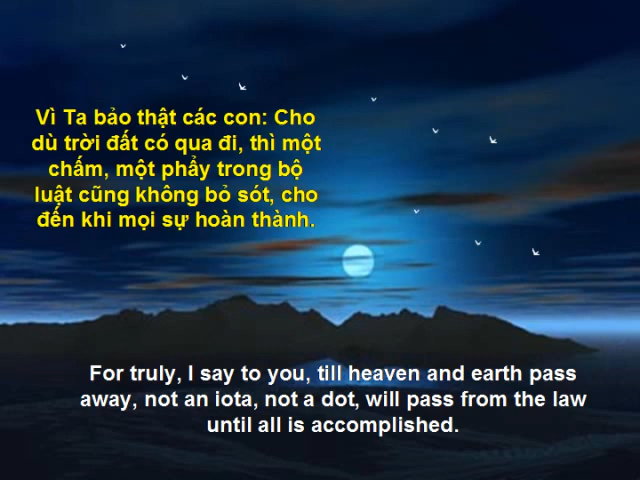 Vì Ta bảo thật các con: Cho
dù trời đất có qua đi, thì một
chấm, một phẩy trong bộ
luật cũng không bỏ sót, cho
đến khi mọi sự hoàn thành.
For truly, I say to you, till heaven and earth pass
away, not an iota, not a dot, will pass from the law
until all is accomplished.